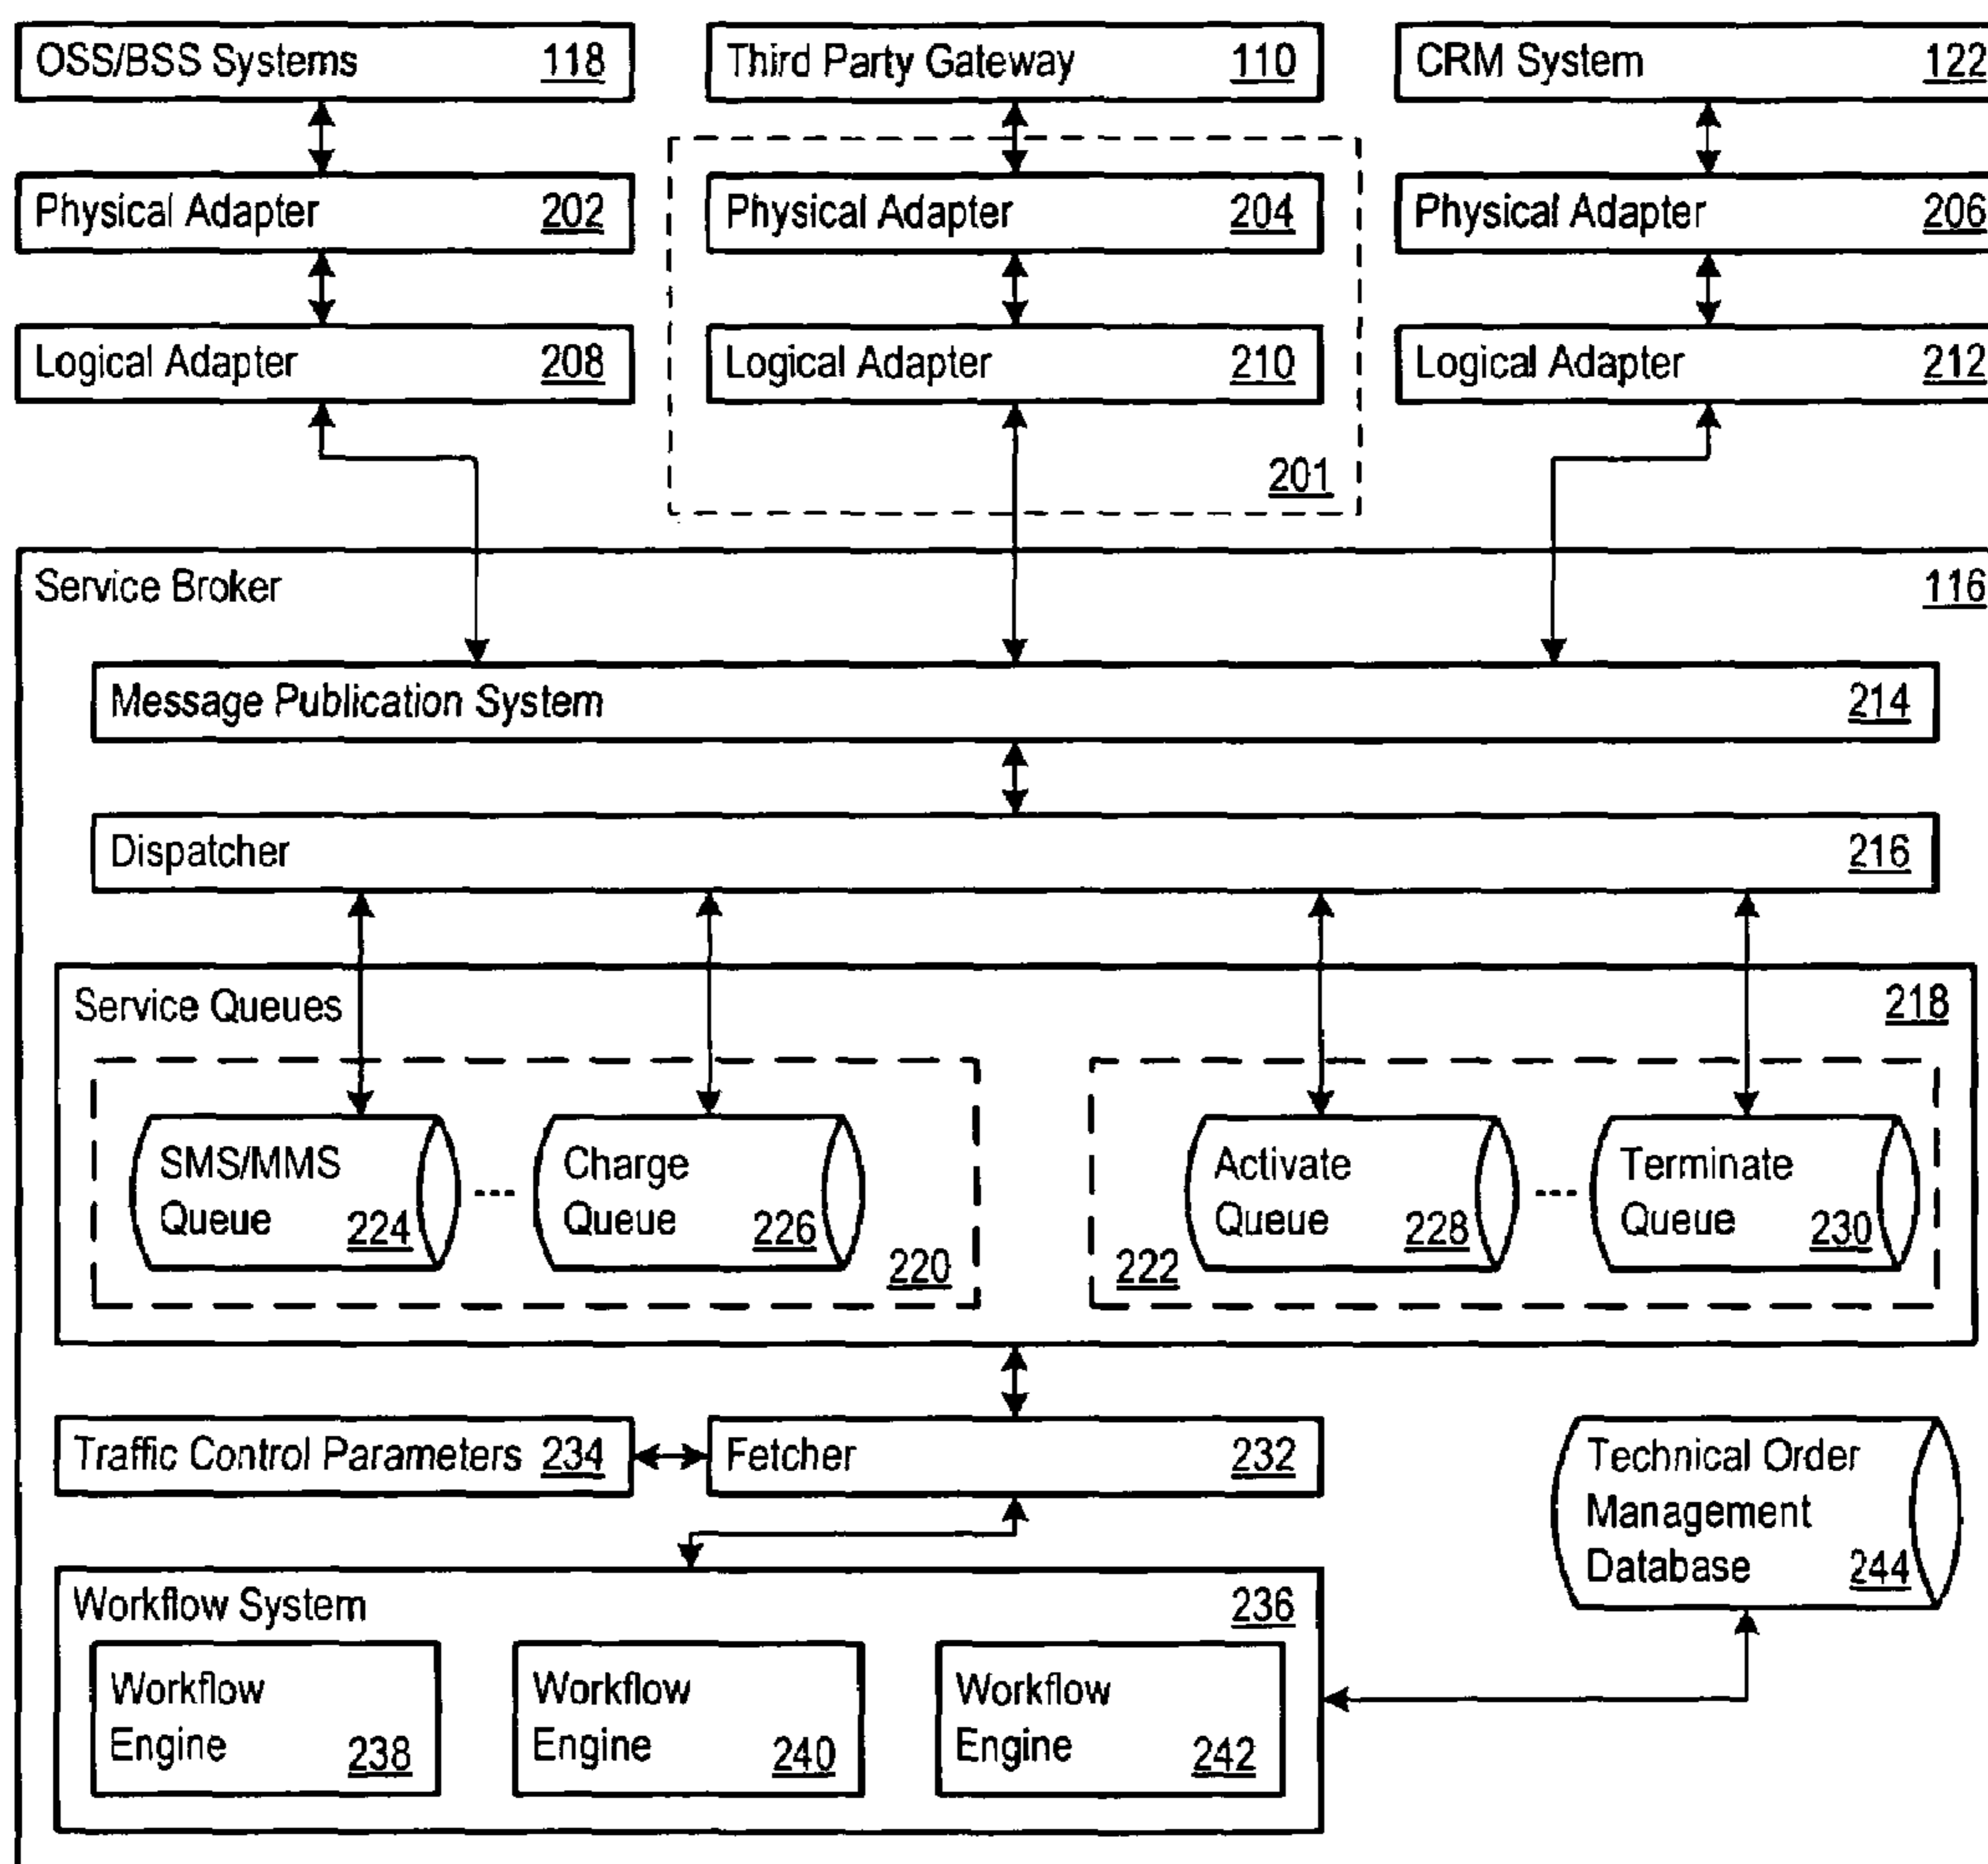 OSS/BSS Systems 118
Third Party Gateway 110
CRM System 122
Physical Adapter 202
Physical Adapter 204
Physical Adapter 206
Logical Adapter 208
Logical Adapter 210
Logical Adapter 212
201
Service Broker 116
Message Publication System 214
Dispatcher 216
Service Queues 218
SMS/MMS
Queue 224
...
Charge
Queue 226
220
222
Activate
Queue 228
...
Terminate
Queue 230
Traffic Control Parameters 234
Fetcher 232
Technical Order
Management
Database 244
Workflow System 236
Workflow
Engine 238
Workflow
Engine 240
Workflow
Engine 242